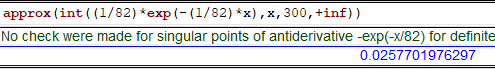 approx(int((1/82)*exp(-(1/82)*x),x,300,+inf))
No check were made for singular points of antiderivative -exp(-x/82) for definite
0.0257701976297